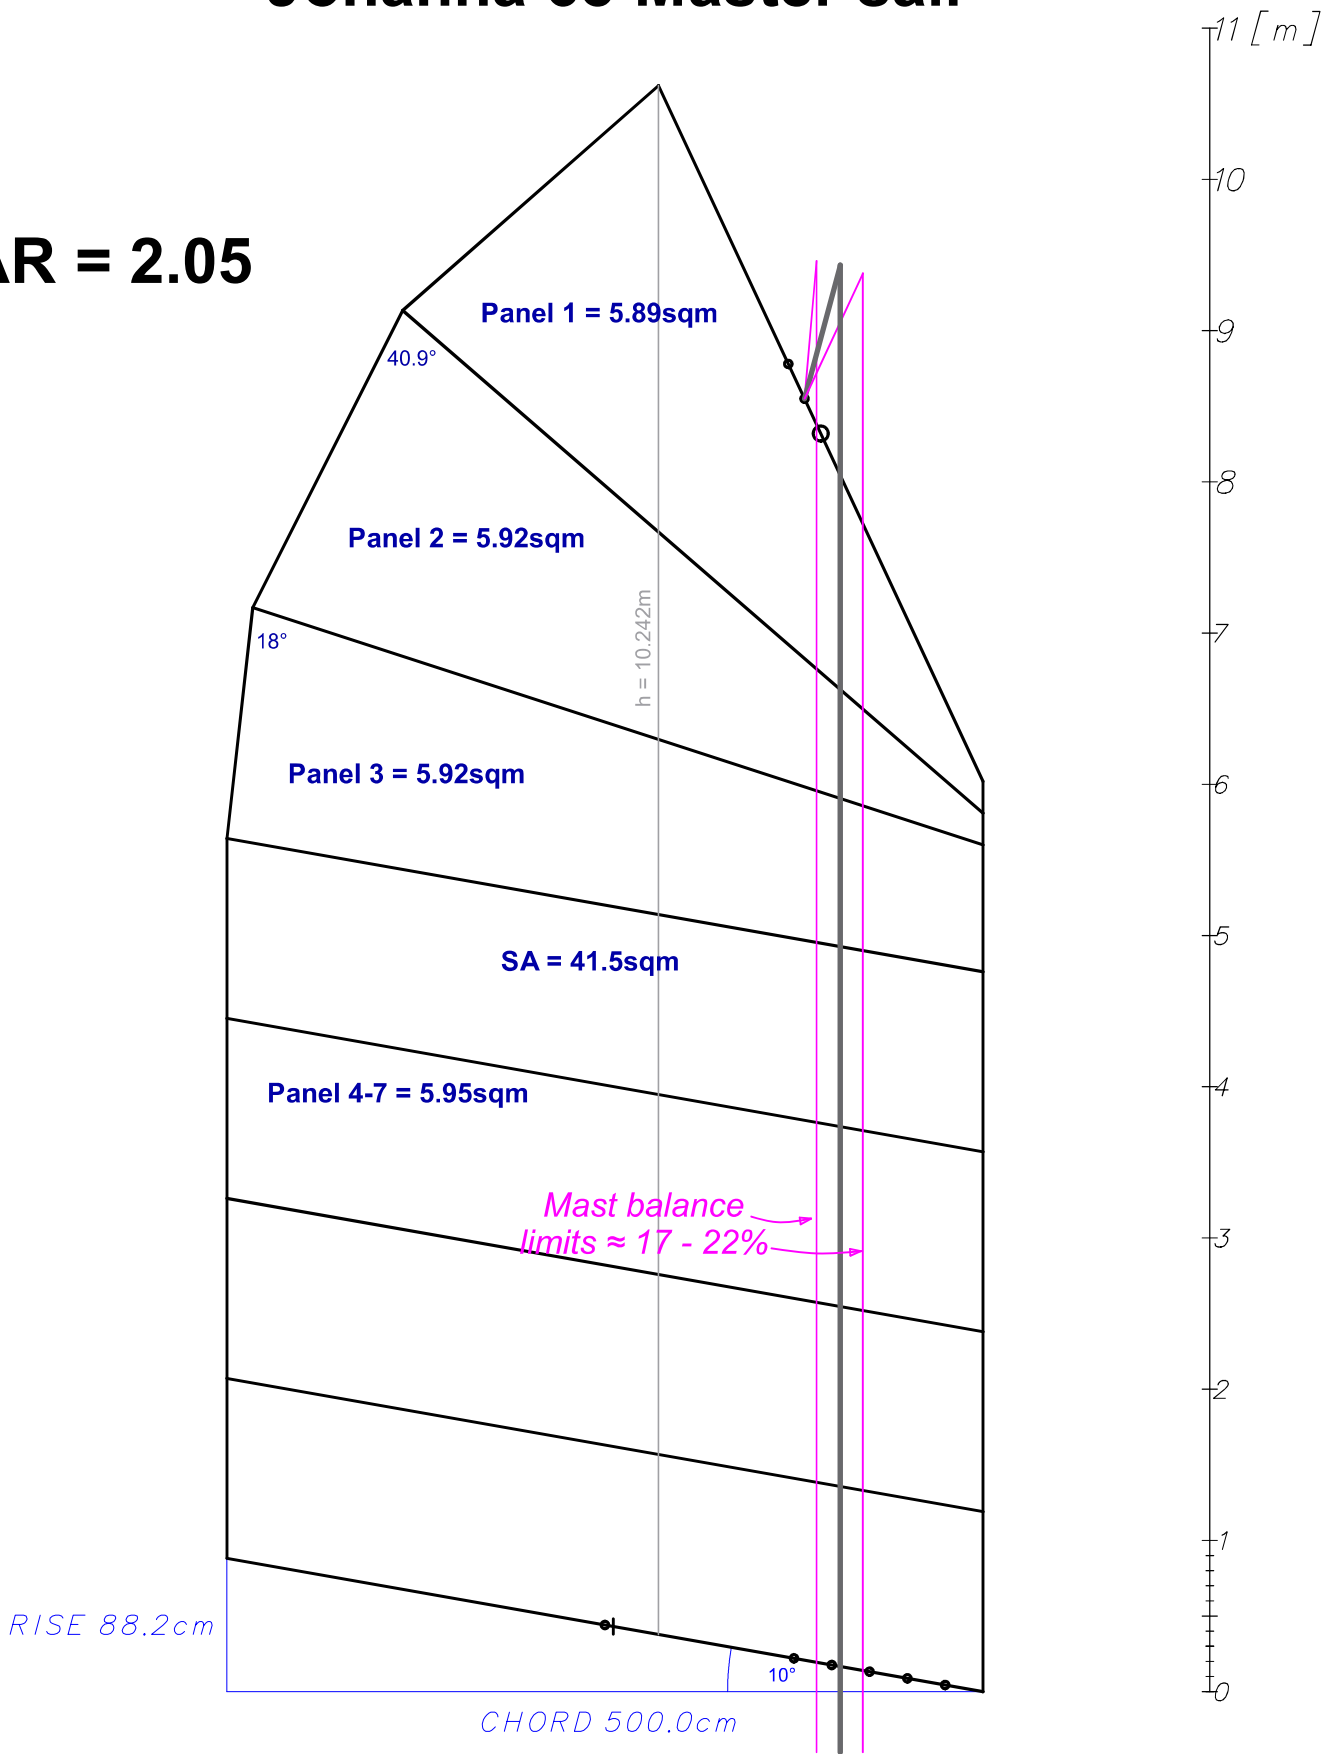 11 [m]
10
AR = 2.05
Panel 1 = 5.89sqm
9
40.9°
8
Panel 2 = 5.92sqm
h = 10.242m
7
18°
Panel 3 = 5.92sqm
6
SA = 41.5sqm
5
Panel 4-7 = 5.95sqm
4
Mast balance
limits ≈ 17 - 22%
3
2
1
RISE 88.2cm
10°
0
CHORD 500.0cm